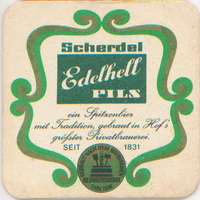 Scherdel
Edelhell
PILS
ein Spitzenbier
mit Tradition, gebraut in Hof's
größter Privatbrauerei.
SEIT 1831